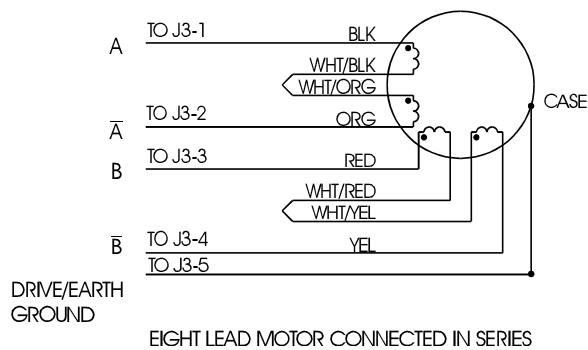 A TO J3-1 BLK
WHT/BLK
WHT/ORG
A̅ TO J3-2 ORG
CASE
B TO J3-3 RED
WHT/RED
WHT/YEL
B̅ TO J3-4 YEL
TO J3-5
DRIVE/EARTH
GROUND
EIGHT LEAD MOTOR CONNECTED IN SERIES